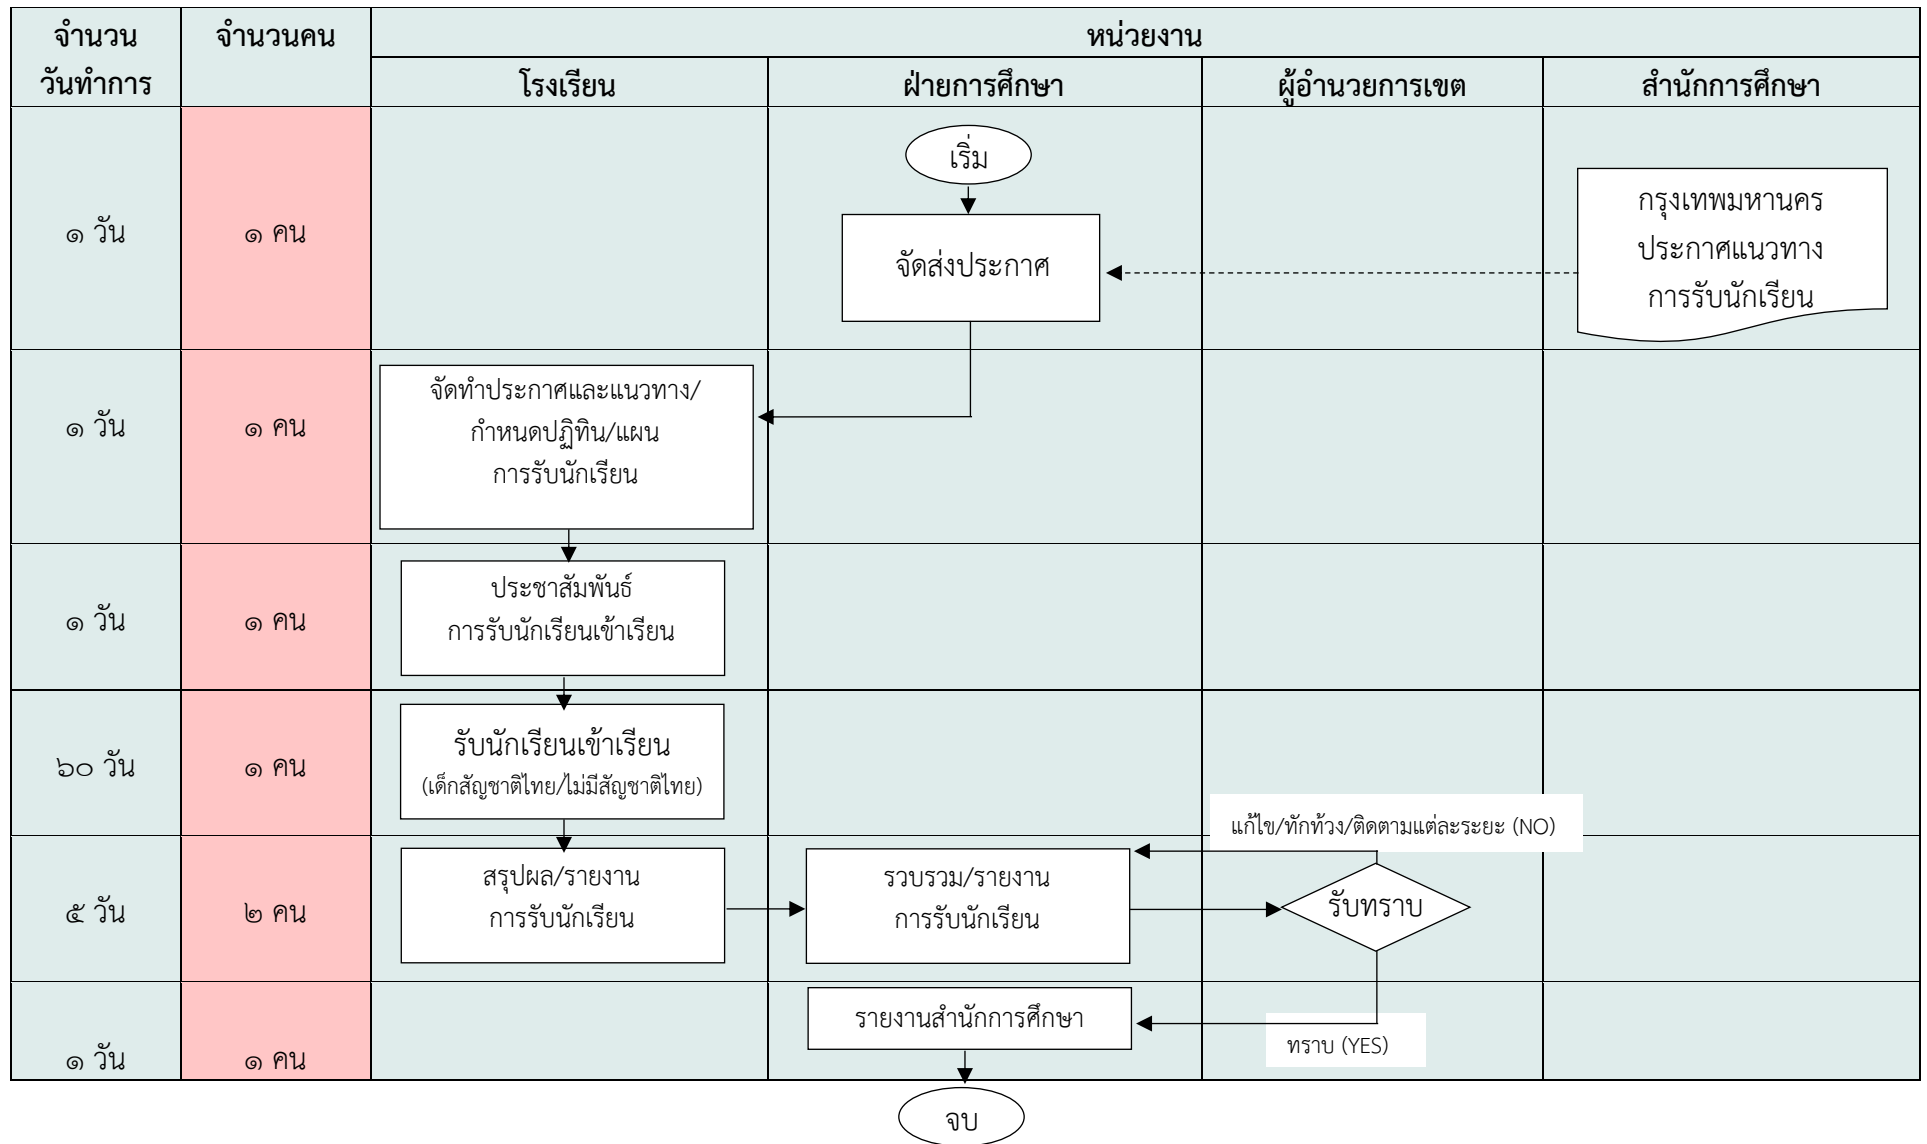 จำนวน
วันทำการ
จำนวนคน
หน่วยงาน
โรงเรียน
ฝ่ายการศึกษา
ผู้อำนวยการเขต
สำนักการศึกษา
๑ วัน
๑ คน
เริ่ม
จัดส่งประกาศ
กรุงเทพมหานคร
ประกาศแนวทาง
การรับนักเรียน
๑ วัน
๑ คน
จัดทำประกาศและแนวทาง/
กำหนดปฏิทิน/แผน
การรับนักเรียน
๑ วัน
๑ คน
ประชาสัมพันธ์
การรับนักเรียนเข้าเรียน
๖๐ วัน
๑ คน
รับนักเรียนเข้าเรียน
(เด็กสัญชาติไทย/ไม่มีสัญชาติไทย)
แก้ไข/ทักท้วง/ติดตามแต่ละระยะ (NO)
๕ วัน
๒ คน
สรุปผล/รายงาน
การรับนักเรียน
รวบรวม/รายงาน
การรับนักเรียน
รับทราบ
๑ วัน
๑ คน
รายงานสำนักการศึกษา
ทราบ (YES)
จบ